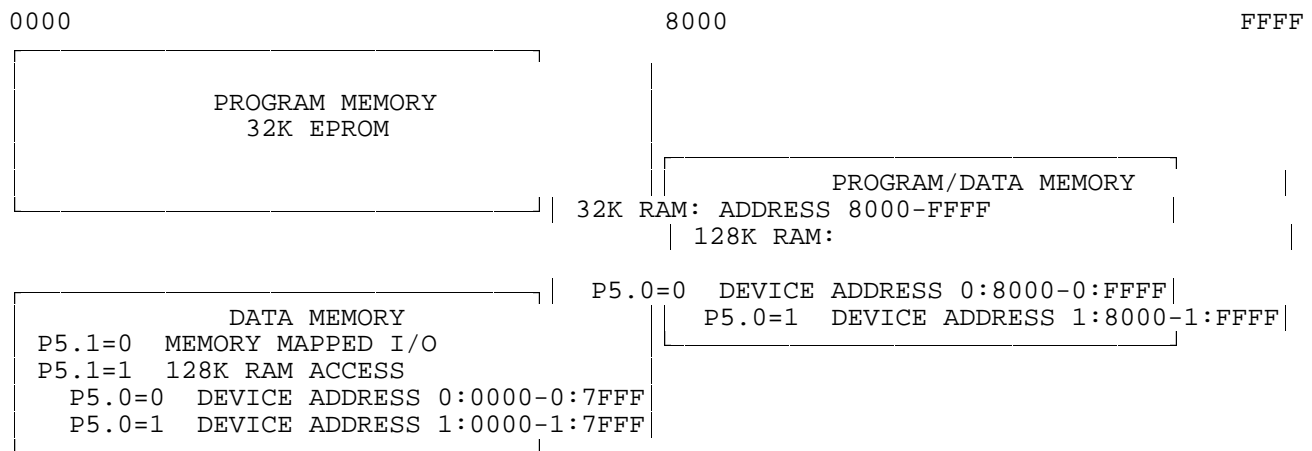 0000 8000 FFFF
PROGRAM MEMORY
32K EPROM
PROGRAM/DATA MEMORY
32K RAM: ADDRESS 8000-FFFF
128K RAM:
P5.0=0 DEVICE ADDRESS 0:8000-0:FFFF
P5.0=1 DEVICE ADDRESS 1:8000-1:FFFF
DATA MEMORY
P5.1=0 MEMORY MAPPED I/O
P5.1=1 128K RAM ACCESS
P5.0=0 DEVICE ADDRESS 0:0000-0:7FFF
P5.0=1 DEVICE ADDRESS 1:0000-1:7FFF